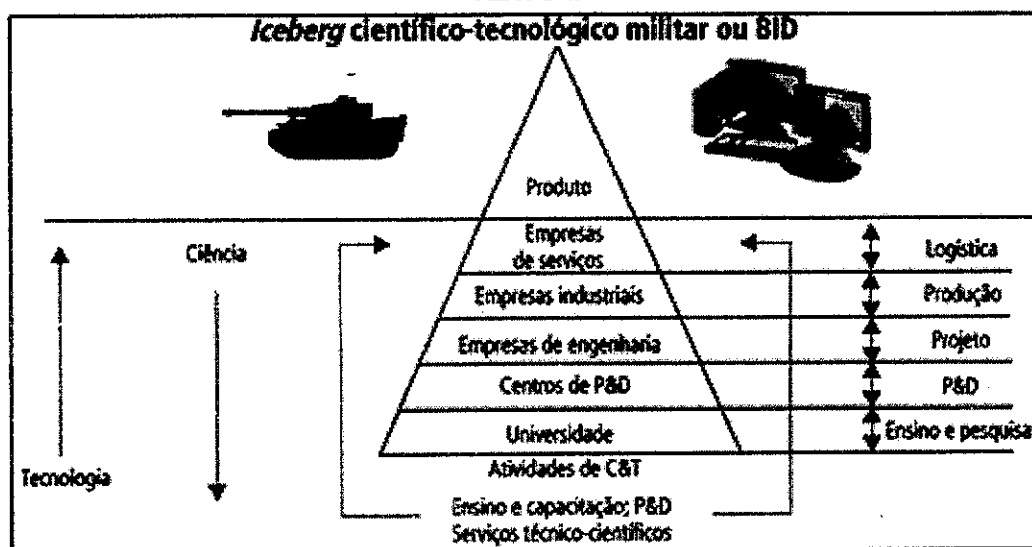 Iceberg científico-tecnológico militar ou BID
Produto
Empresas
de serviços
Logística
Ciência
Empresas industriais
Produção
Empresas de engenharia
Projeto
Centros de P&D
P&D
Universidade
Ensino e pesquisa
Tecnologia
Atividades de C&T
Ensino e capacitação; P&D
Serviços técnico-científicos